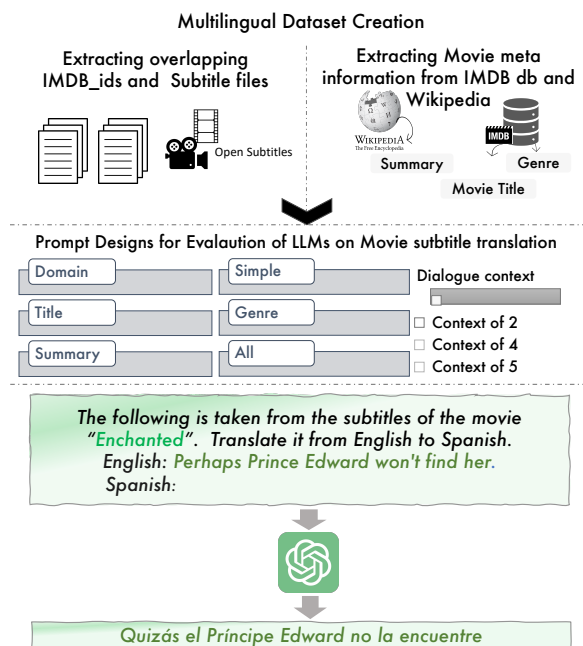 Multilingual Dataset Creation
Extracting overlapping
IMDB_ids and Subtitle files
Open Subtitles
Extracting Movie meta
information from IMDB db and
Wikipedia
WIKIPEDIA
The Free Encyclopedia
IMDB
Summary
Genre
Movie Title
Prompt Designs for Evalaution of LLMs on Movie subtitle translation
Domain
Simple
Dialogue context
Title
Genre
Context of 2
Context of 4
Summary
All
Context of 5
The following is taken from the subtitles of the movie
“Enchanted”. Translate it from English to Spanish.
English: Perhaps Prince Edward won't find her.
Spanish:
Quizás el Príncipe Edward no la encuentre